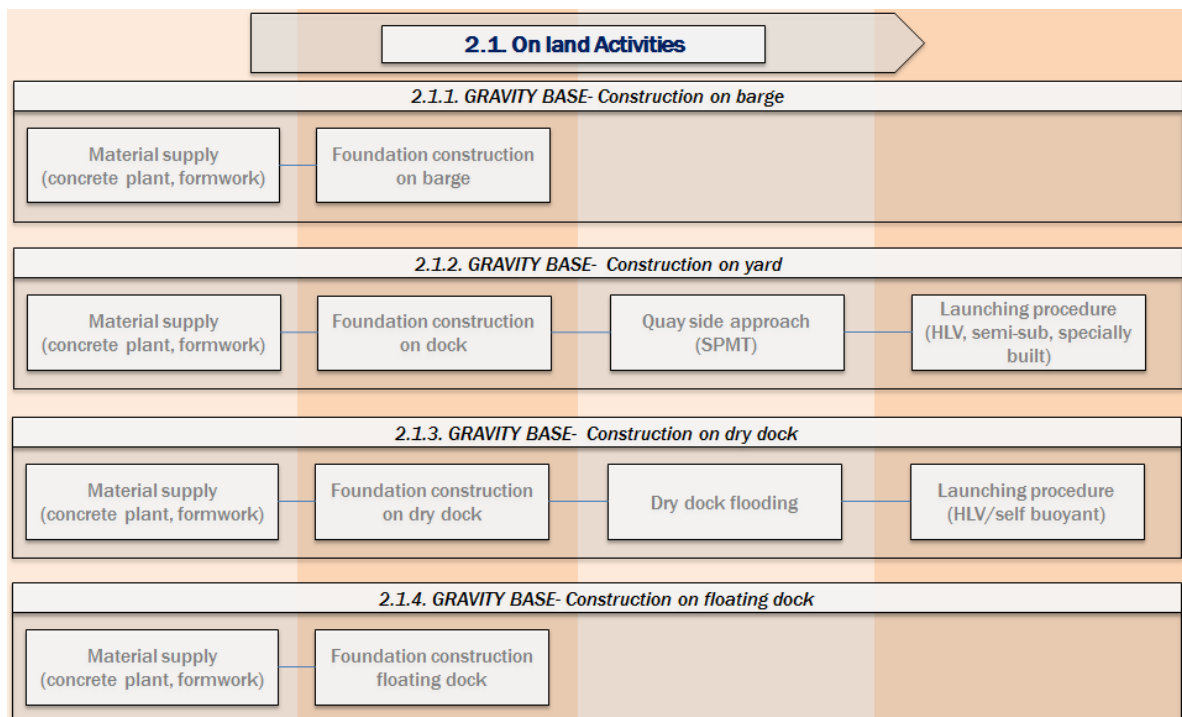 2.1. On land Activities
2.1.1. GRAVITY BASE- Construction on barge
Material supply
(concrete plant, formwork)
Foundation construction
on barge
2.1.2. GRAVITY BASE- Construction on yard
Material supply
(concrete plant, formwork)
Foundation construction
on dock
Quay side approach
(SPMT)
Launching procedure
(HLV, semi-sub, specially
built)
2.1.3. GRAVITY BASE- Construction on dry dock
Material supply
(concrete plant, formwork)
Foundation construction
on dry dock
Dry dock flooding
Launching procedure
(HLV/self buoyant)
2.1.4. GRAVITY BASE- Construction on floating dock
Material supply
(concrete plant, formwork)
Foundation construction
floating dock